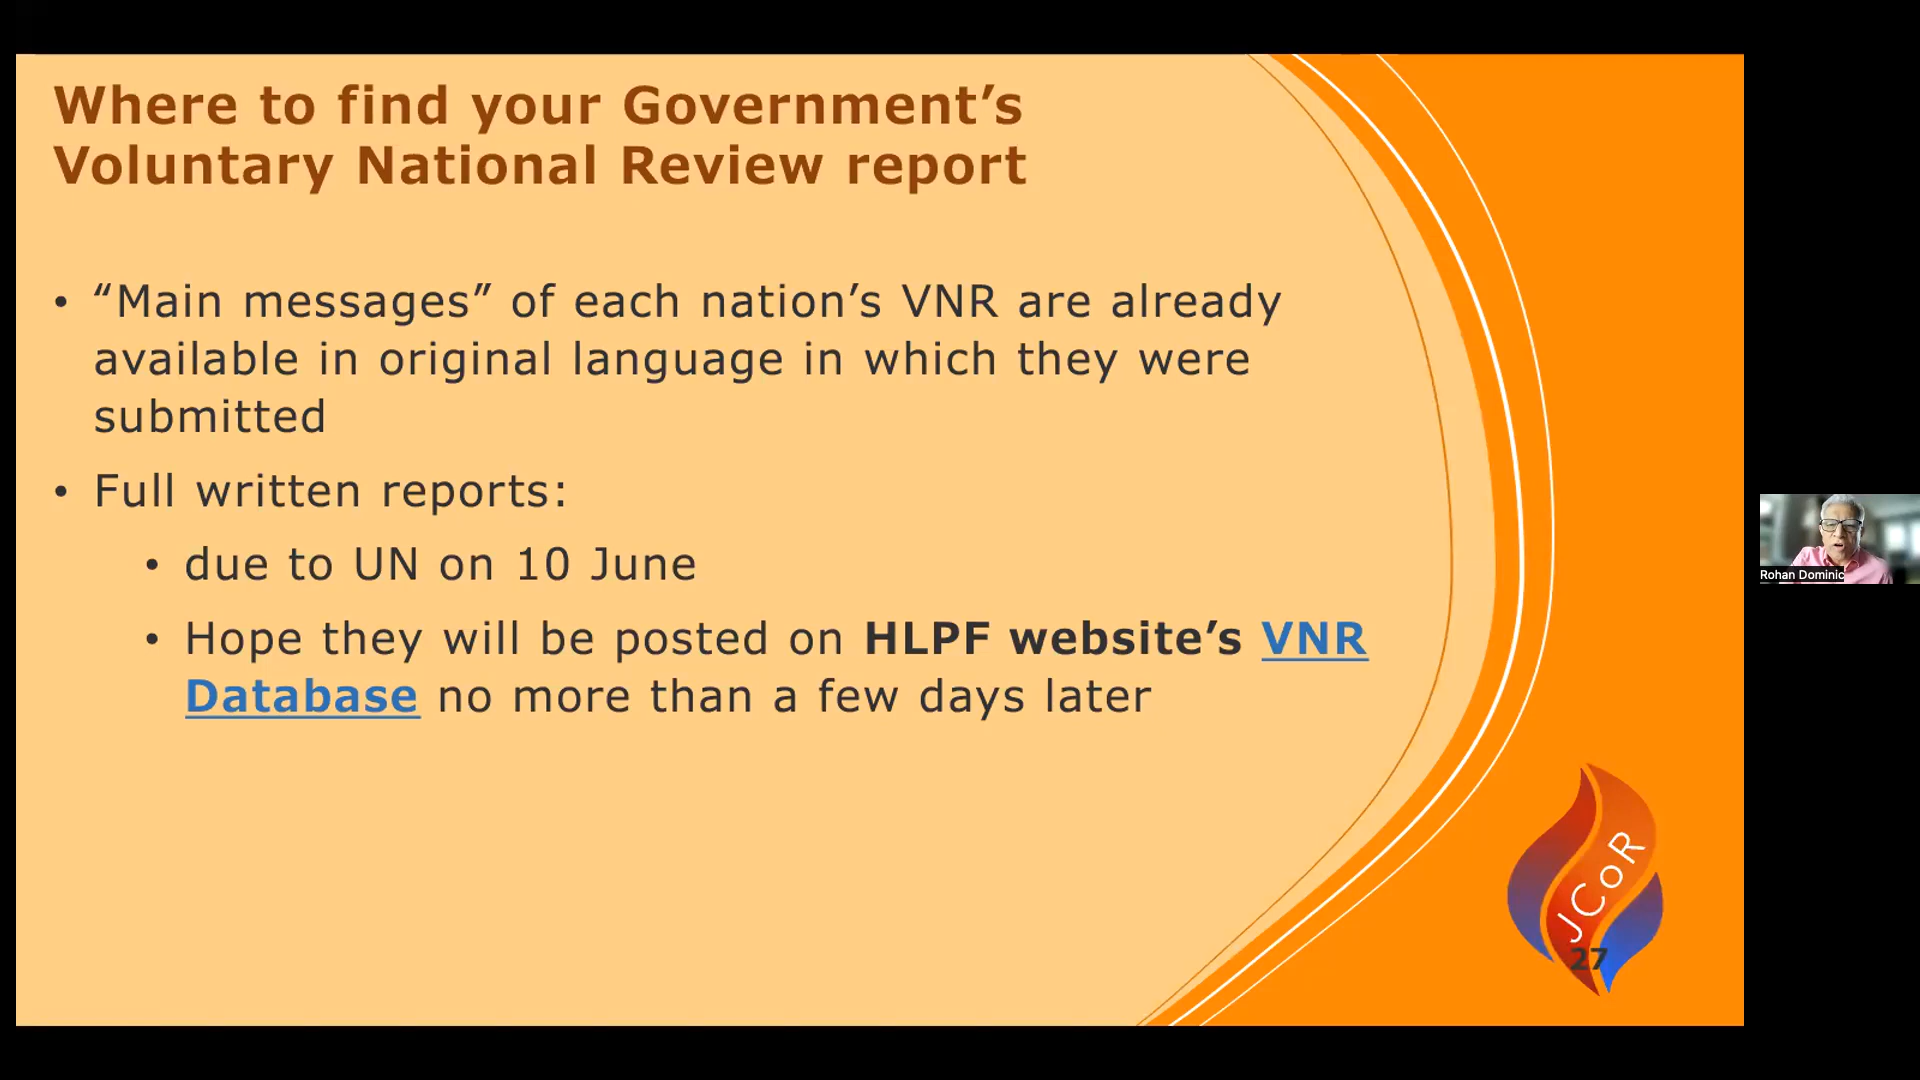 Where to find your Government’s
Voluntary National Review report
• “Main messages” of each nation’s VNR are already
available in original language in which they were
submitted
• Full written reports:
• due to UN on 10 June
• Hope they will be posted on HLPF website’s VNR
Database no more than a few days later
JCoR
27
Rohan Dominic